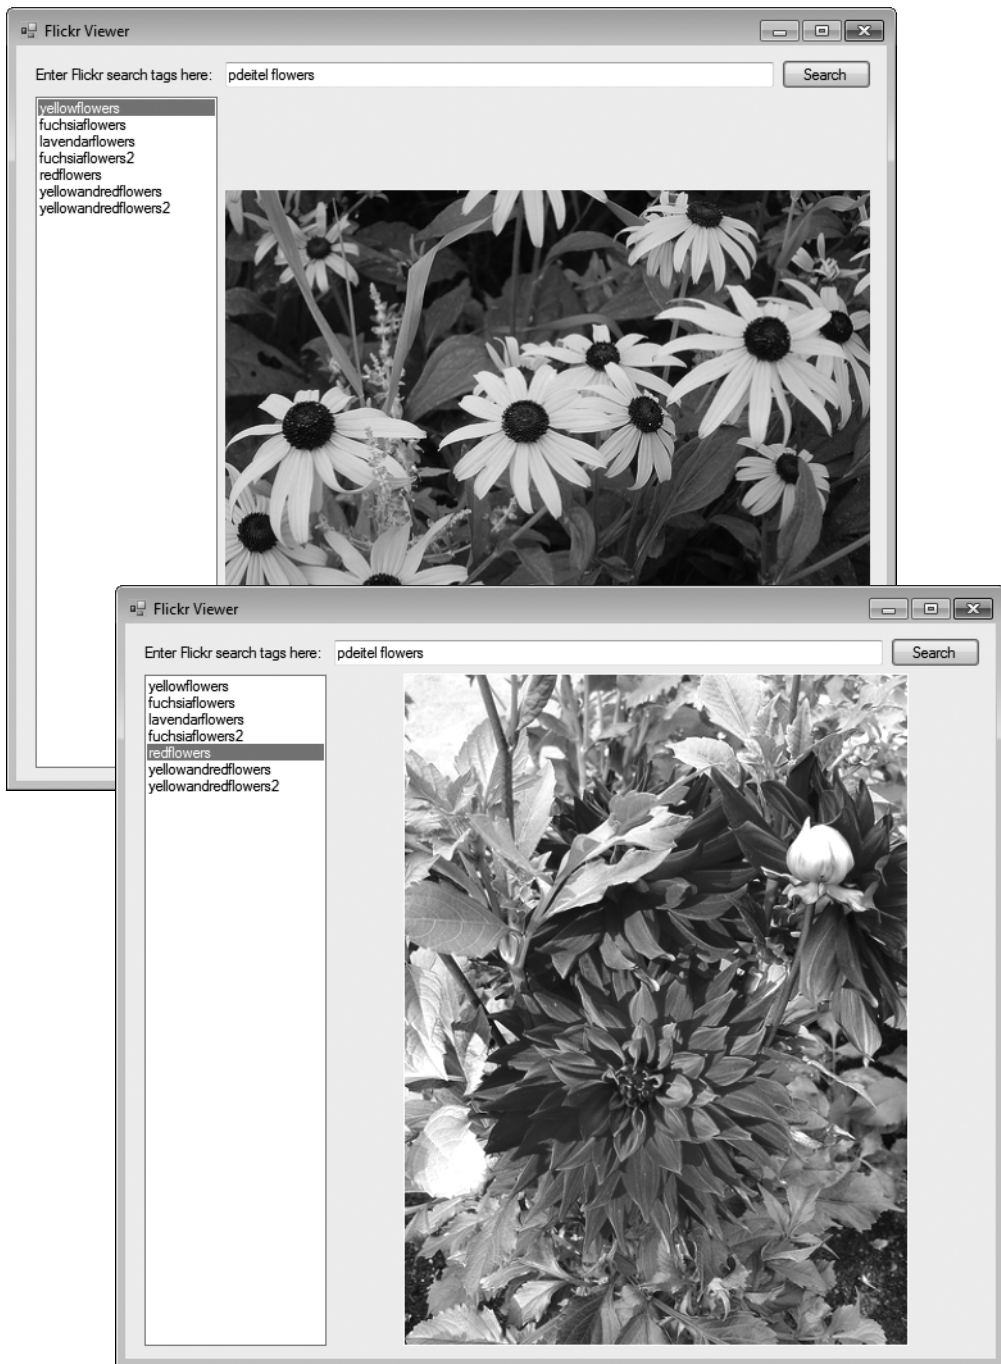 Flickr Viewer
Enter Flickr search tags here: pdeitel flowers Search
yellowflowers
fuchsiaflowers
lavendarflowers
fuchsiaflowers2
redflowers
yellowandredflowers
yellowandredflowers2
Flickr Viewer
Enter Flickr search tags here: pdeitel flowers Search
yellowflowers
fuchsiaflowers
lavendarflowers
fuchsiaflowers2
redflowers
yellowandredflowers
yellowandredflowers2